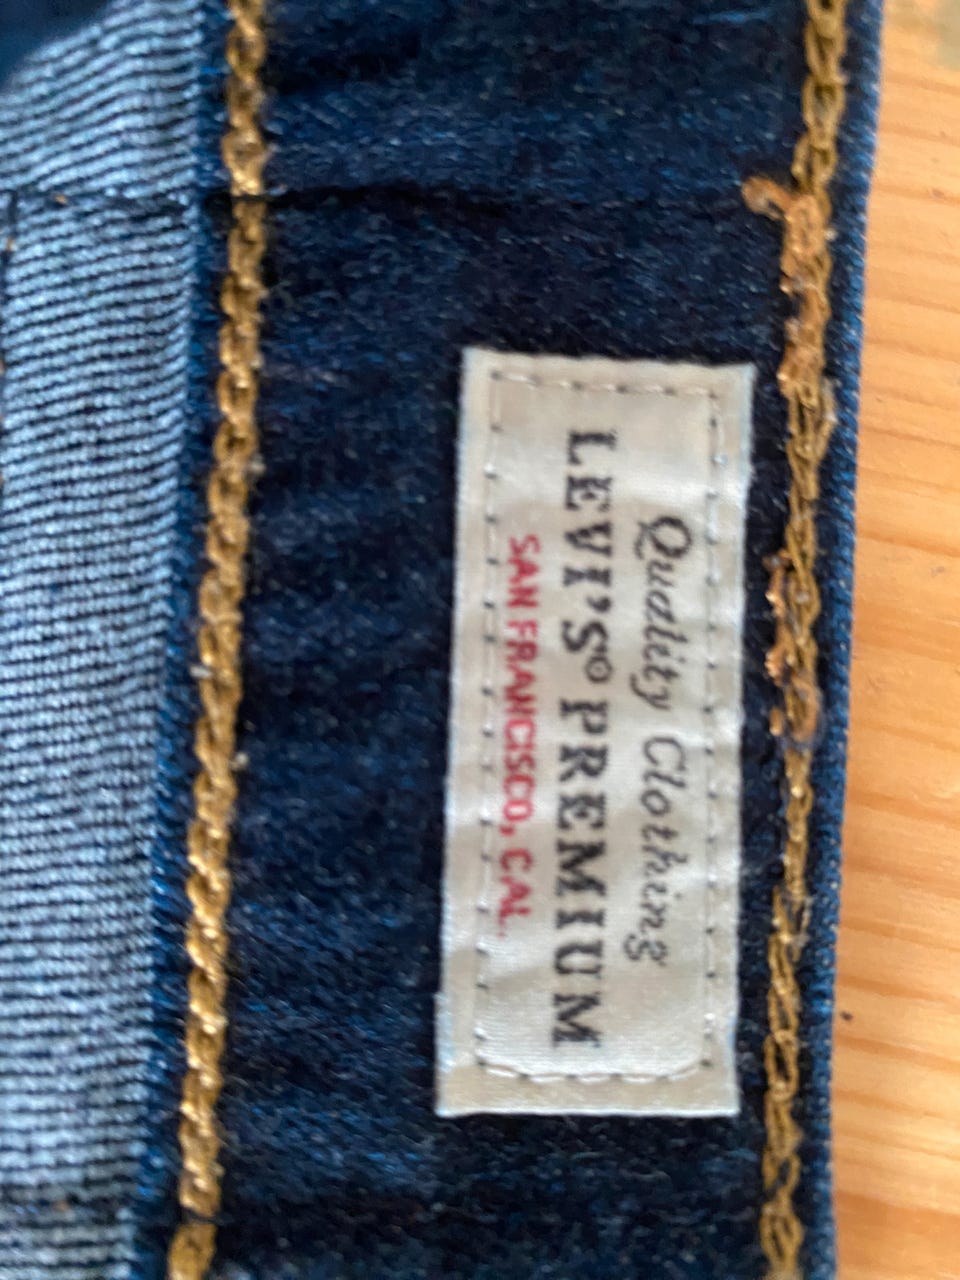 Quality Clothing
LEVI'S® PREMIUM
SAN FRANCISCO, CAL.